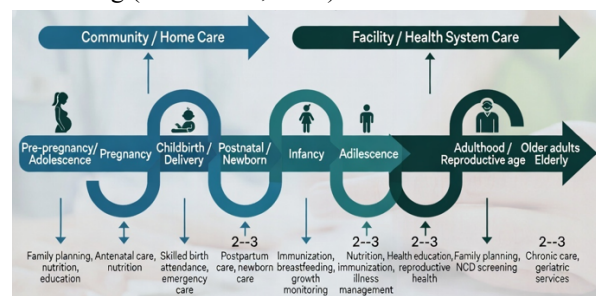 Community / Home Care
Facility / Health System Care
Pre-pregnancy/
Adolescence
Pregnancy
Childbirth /
Delivery
Postnatal /
Newborn
Infancy
Adilescence
Adulthood /
Reproductive age
Older adults
Elderly
Family planning,
nutrition,
education
Antenatal care,
nutrition
Skilled birth
attendance,
emergency
care
2--3
Postpartum
care, newborn
care
Immunization,
breastfeeding,
growth
monitoring
2--3
Nutrition,
immunization,
illness
management
2--3
Health education,
reproductive
health
Family planning,
NCD screening
2--3
Chronic care,
geriatric
services